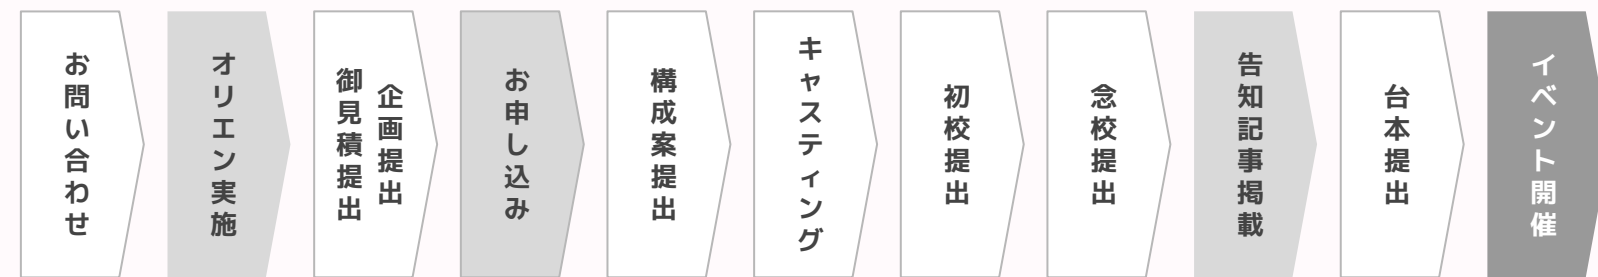 お問い合わせ
オリエン実施
企画提出
御見積提出
お申し込み
構成案提出
キャスティング
初校提出
念校提出
告知記事掲載
台本提出
イベント開催